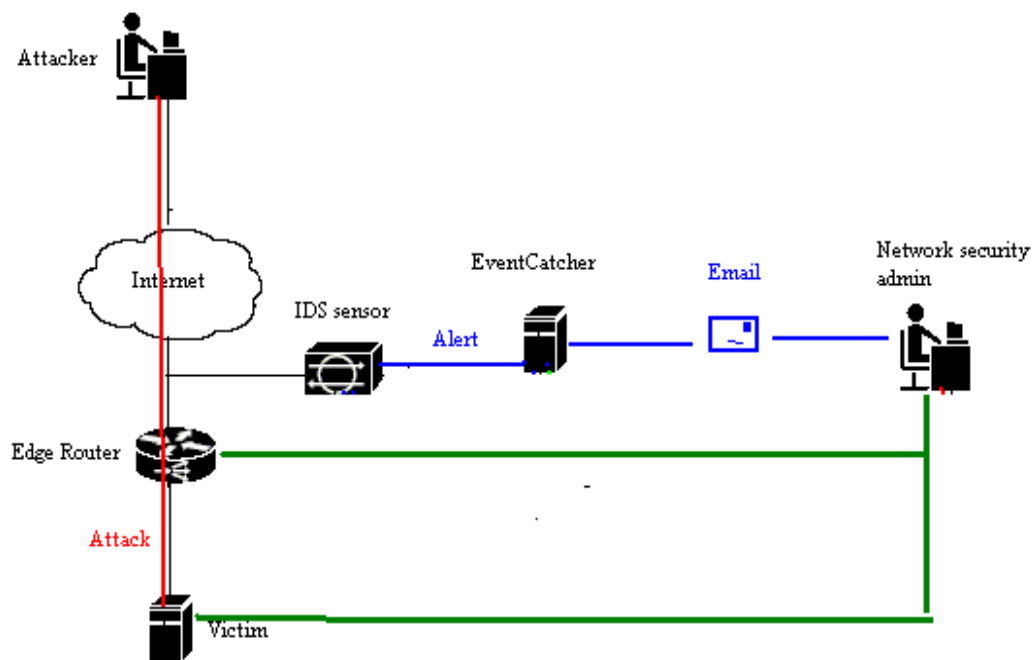 Attacker
Internet
EventCatcher
Email
Network security
admin
IDS sensor
Alert
Edge Router
Attack
Victim